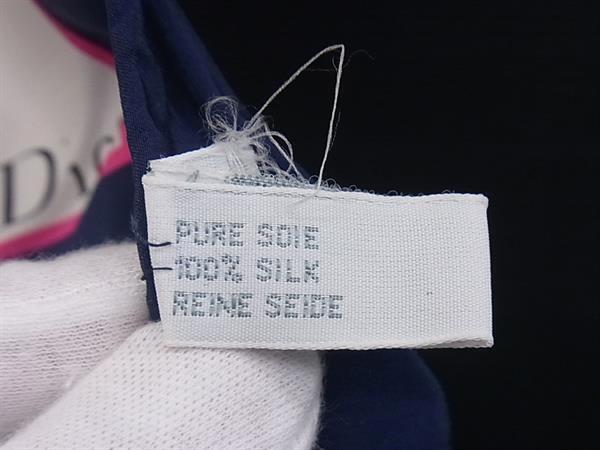 PURE SOIE
100% SILK
REINE SEIDE